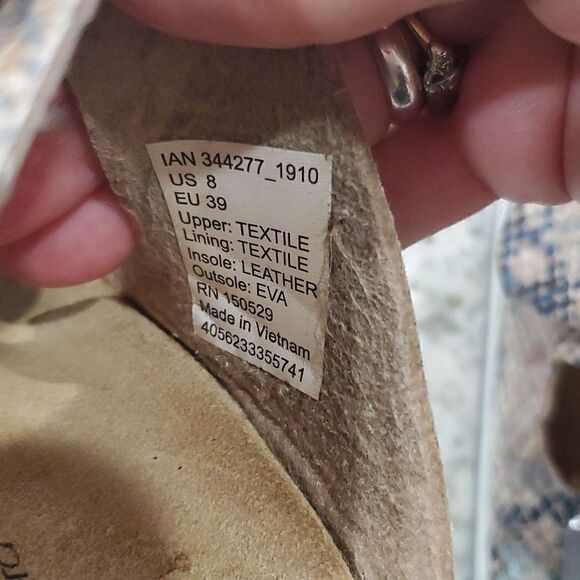 IAN 344277_1910
US 8
EU 39
Upper: TEXTILE
Lining: TEXTILE
Insole: LEATHER
Outsole: EVA
RN 150529
Made in Vietnam
4056233355741